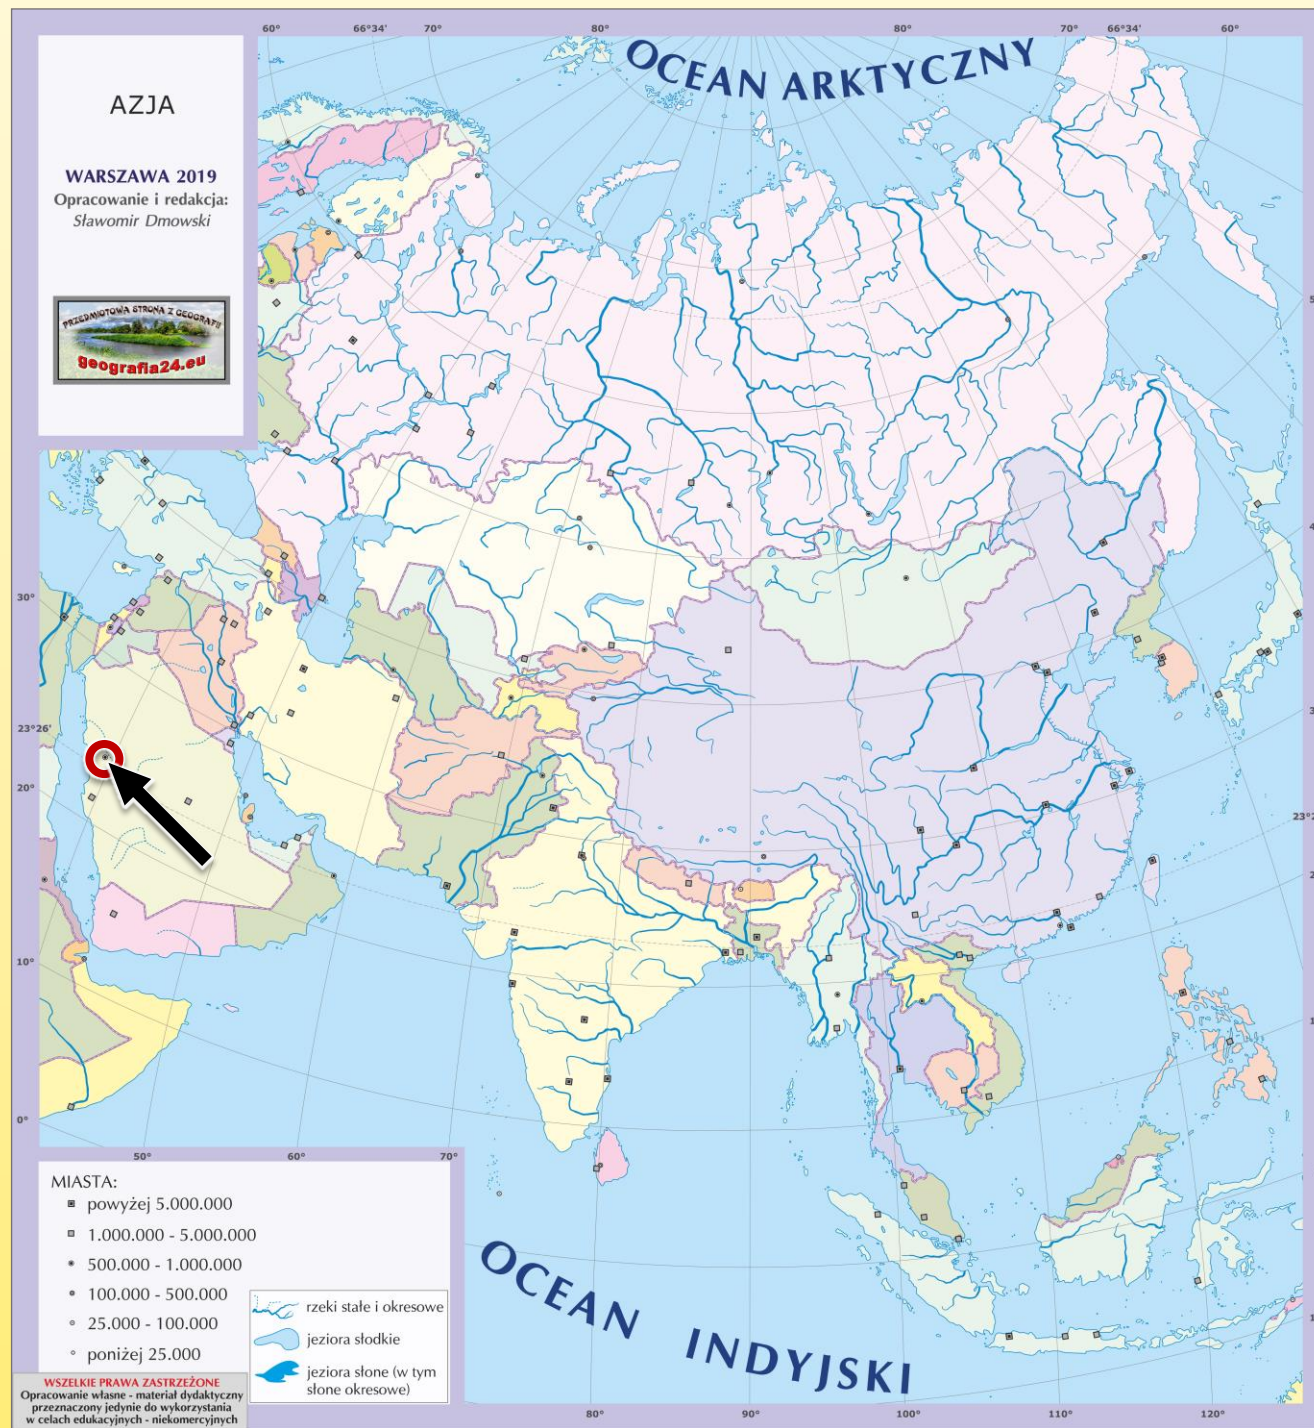 60°
66°34'
70°
80°
80°
70°
66°34'
60°
OCEAN ARKTYCZNY
AZJA
WARSZAWA 2019
Opracowanie i redakcja:
Sławomir Dmowski
PRZEDMIOTOWA STRONA Z GEOGRAFII
geografia24.eu
30°
23°26'
20°
10°
0°
50°
60°
70°
MIASTA:
powyżej 5.000.000
1.000.000 - 5.000.000
500.000 - 1.000.000
100.000 - 500.000
25.000 - 100.000
poniżej 25.000
rzeki stałe i okresowe
jeziora słodkie
jeziora słone (w tym
słone okresowe)
OCEAN INDYJSKI
WSZELKIE PRAWA ZASTRZEŻONE
Opracowanie własne - materiał dydaktyczny
przeznaczony jedynie do wykorzystania
w celach edukacyjnych - niekomercyjnych
80°
90°
100°
110°
120°